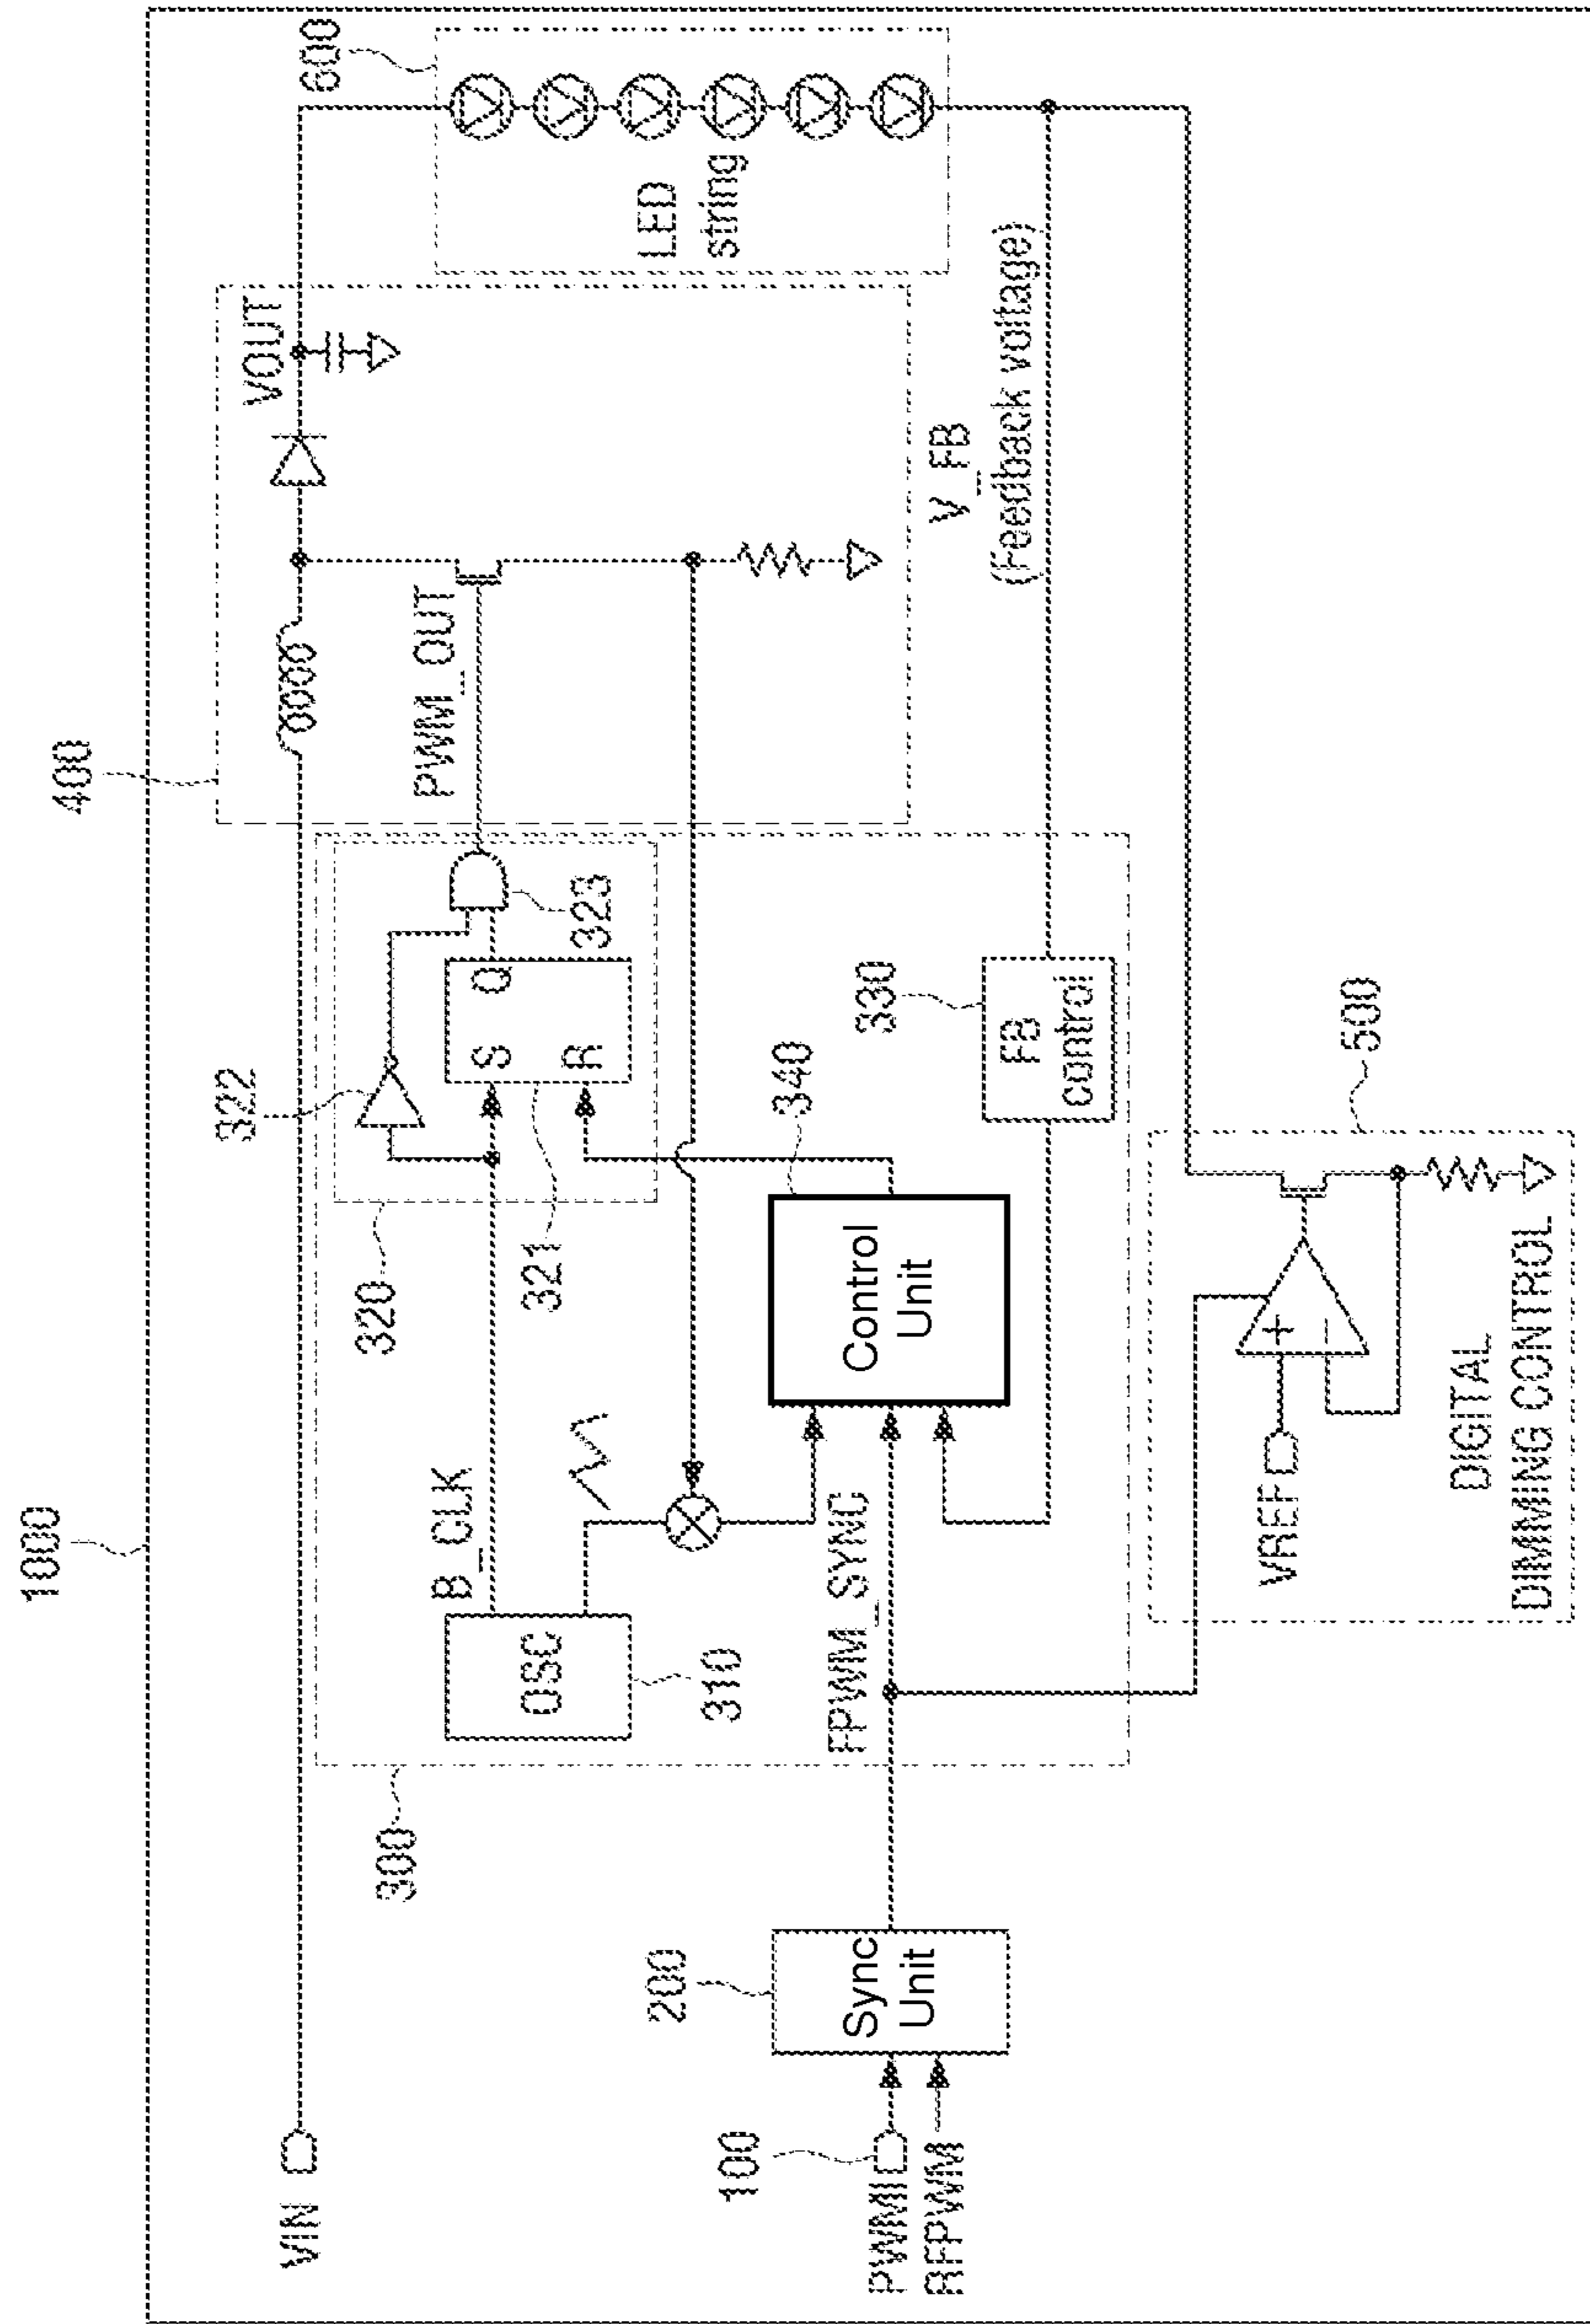 1000
400
VIN
VOUT
600
LED
string
322
320
321
323
S
Q
R
PWM_OUT
B_CLK
OSC
310
300
340
Control
Unit
330
FB
control
V_FB
(Feedback voltage)
FPWM_SYNC
200
Sync
Unit
100
PWMI
RFPWM
500
VREF
+
−
DIGITAL
DIMMING CONTROL